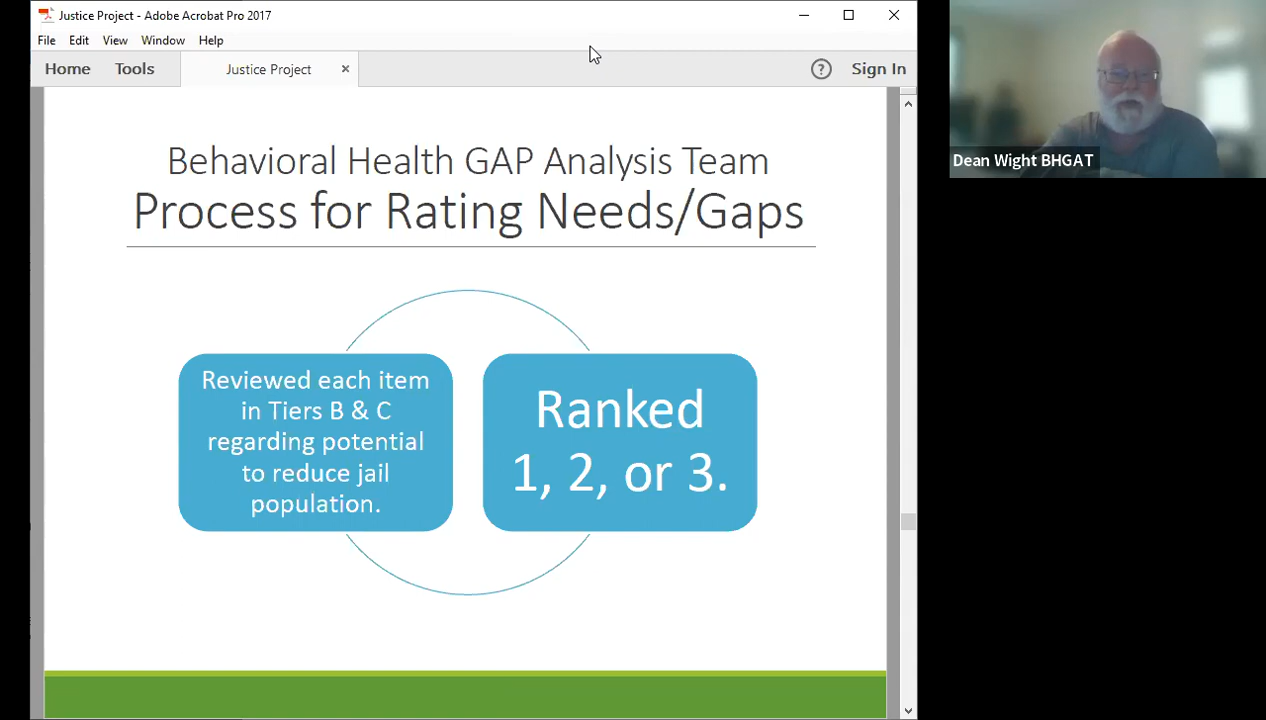 Justice Project - Adobe Acrobat Pro 2017
File Edit View Window Help
Home Tools Justice Project × ? Sign In
Behavioral Health GAP Analysis Team
Process for Rating Needs/Gaps
Reviewed each item
in Tiers B & C
regarding potential
to reduce jail
population.
Ranked
1, 2, or 3.
Dean Wight BHGAT